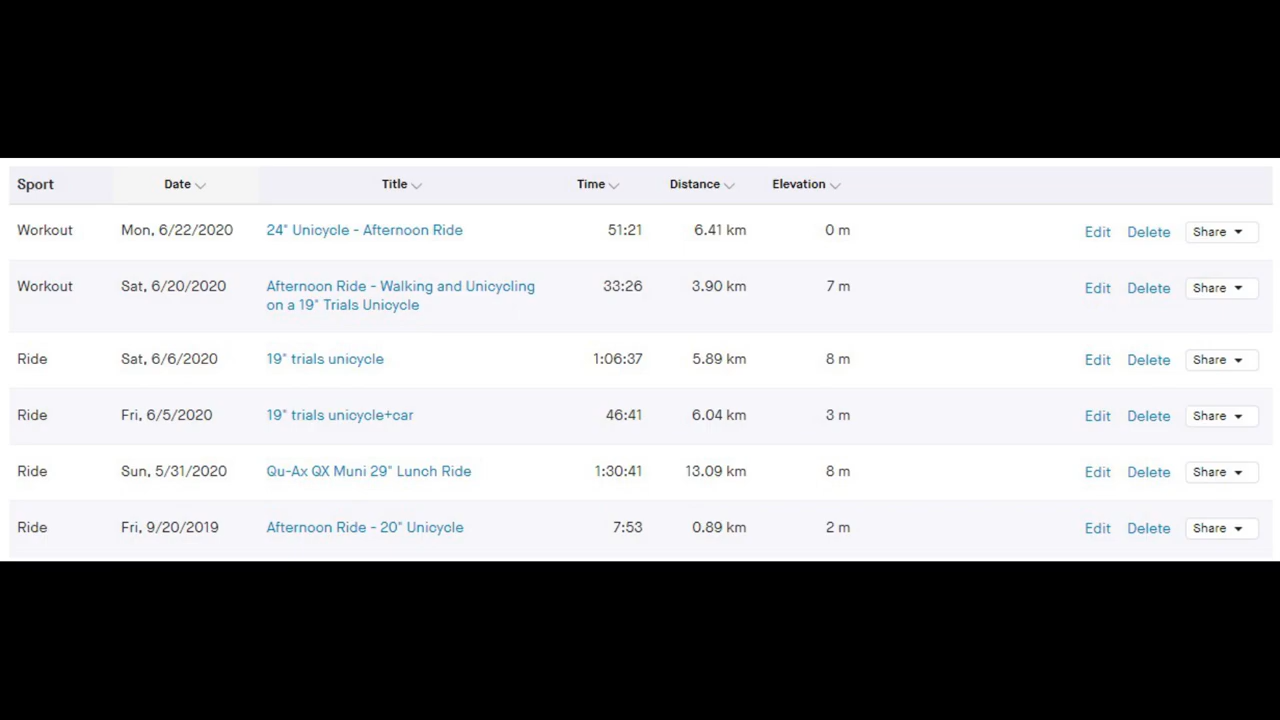 Sport Date Title Time Distance Elevation
Workout Mon, 6/22/2020 24" Unicycle - Afternoon Ride 51:21 6.41 km 0 m Edit Delete Share
Workout Sat, 6/20/2020 Afternoon Ride - Walking and Unicycling 33:26 3.90 km 7 m Edit Delete Share
on a 19" Trials Unicycle
Ride Sat, 6/6/2020 19" trials unicycle 1:06:37 5.89 km 8 m Edit Delete Share
Ride Fri, 6/5/2020 19" trials unicycle+car 46:41 6.04 km 3 m Edit Delete Share
Ride Sun, 5/31/2020 Qu-Ax QX Muni 29" Lunch Ride 1:30:41 13.09 km 8 m Edit Delete Share
Ride Fri, 9/20/2019 Afternoon Ride - 20" Unicycle 7:53 0.89 km 2 m Edit Delete Share